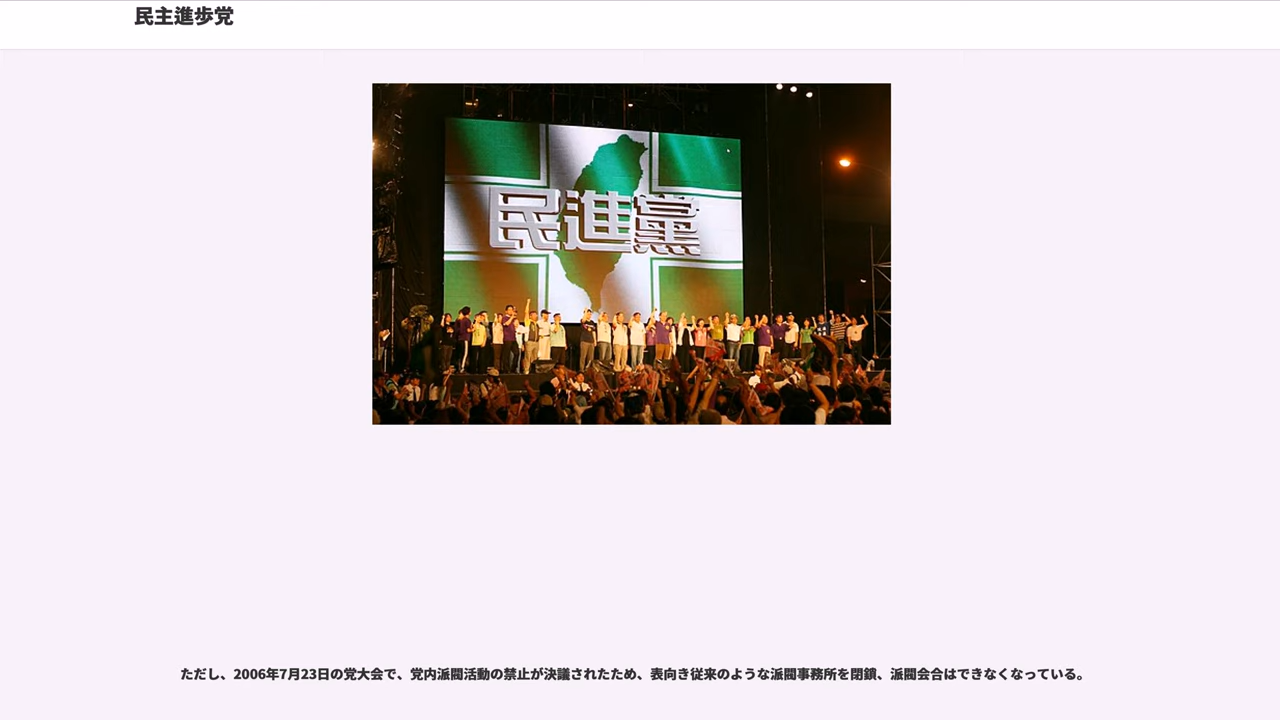 民主進歩党
民進黨
ただし、2006年7月23日の党大会で、党内派閥活動の禁止が決議されたため、表向き従来のような派閥事務所を閉鎖、派閥会合はできなくなっている。